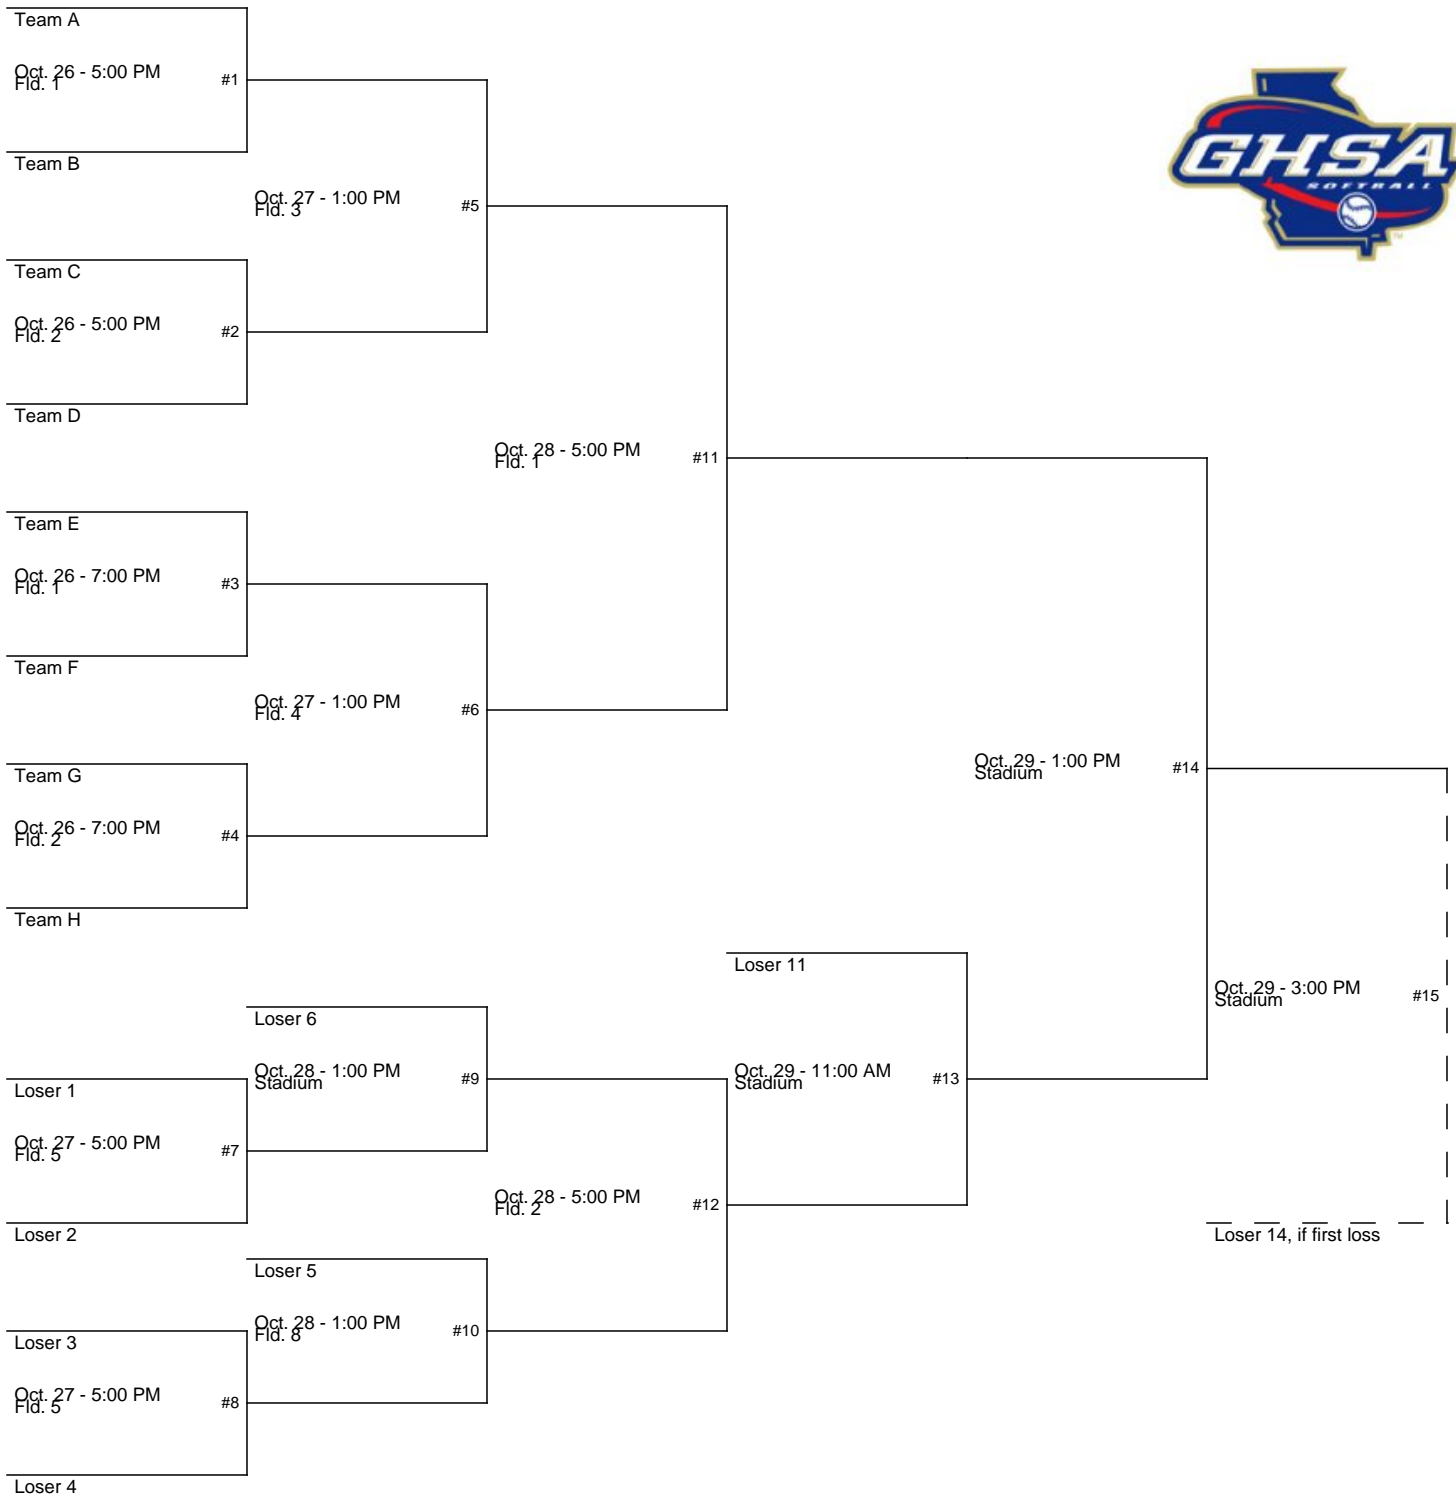 Team A
Oct. 26 - 5:00 PM
Fld. 1
#1
Team B
Oct. 27 - 1:00 PM
Fld. 3
#5
Team C
Oct. 26 - 5:00 PM
Fld. 2
#2
Team D
Oct. 28 - 5:00 PM
Fld. 1
#11
Team E
Oct. 26 - 7:00 PM
Fld. 1
#3
Team F
Oct. 27 - 1:00 PM
Fld. 4
#6
Team G
Oct. 26 - 7:00 PM
Fld. 2
#4
Team H
Oct. 29 - 1:00 PM
Stadium
#14
Loser 11
Oct. 29 - 3:00 PM
Stadium
#15
Loser 6
Oct. 28 - 1:00 PM
Stadium
#9
Oct. 29 - 11:00 AM
Stadium
#13
Loser 1
Oct. 27 - 5:00 PM
Fld. 5
#7
Loser 2
Oct. 28 - 5:00 PM
Fld. 2
#12
Loser 14, if first loss
Loser 5
Oct. 28 - 1:00 PM
Fld. 8
#10
Loser 3
Oct. 27 - 5:00 PM
Fld. 5
#8
Loser 4
GHSA
SOFTBALL
TM